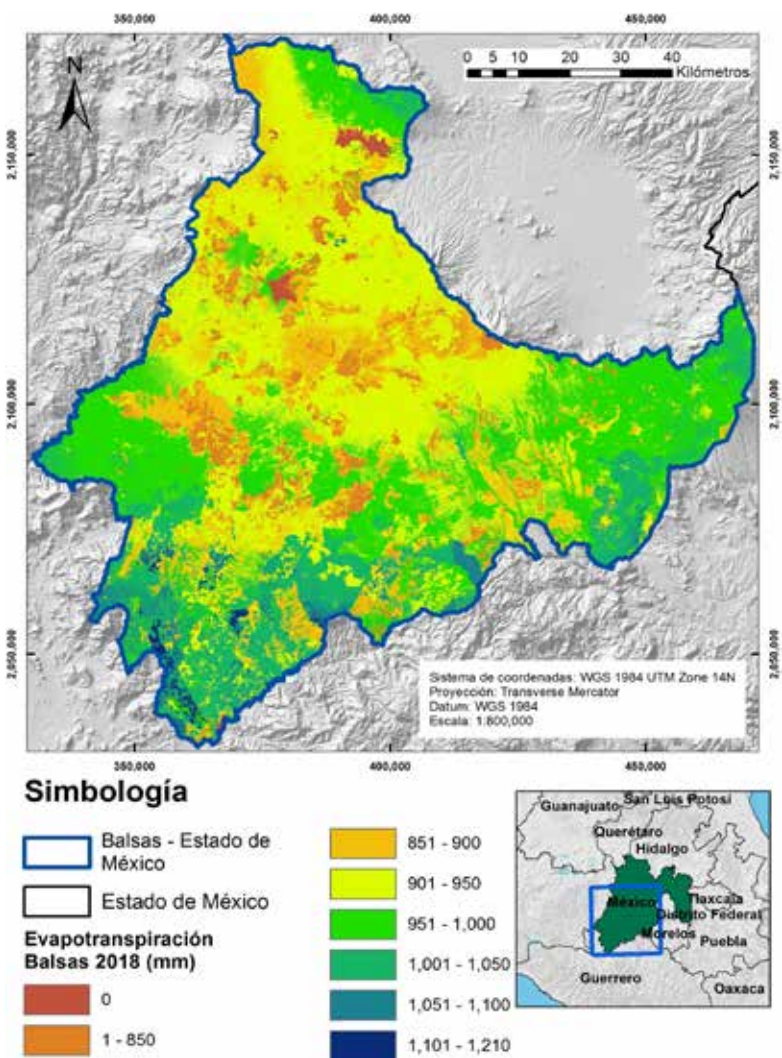 350,000 400,000 450,000
N
0 5 10 20 30 40
Kilómetros
2,150,000 2,150,000
2,100,000 2,100,000
2,050,000 2,050,000
Sistema de coordenadas: WGS 1984 UTM Zone 14N
Proyección: Transverse Mercator
Datum: WGS 1984
Escala: 1:800,000
350,000 400,000 450,000
Simbología
Balsas - Estado de
México
Estado de México
Evapotranspiración
Balsas 2018 (mm)
0
1 - 850
851 - 900
901 - 950
951 - 1,000
1,001 - 1,050
1,051 - 1,100
1,101 - 1,210
San Luis Potosí
Guanajuato
Querétaro
Hidalgo
México
Tlaxcala
Distrito Federal
Morelos
Puebla
Guerrero
Oaxaca